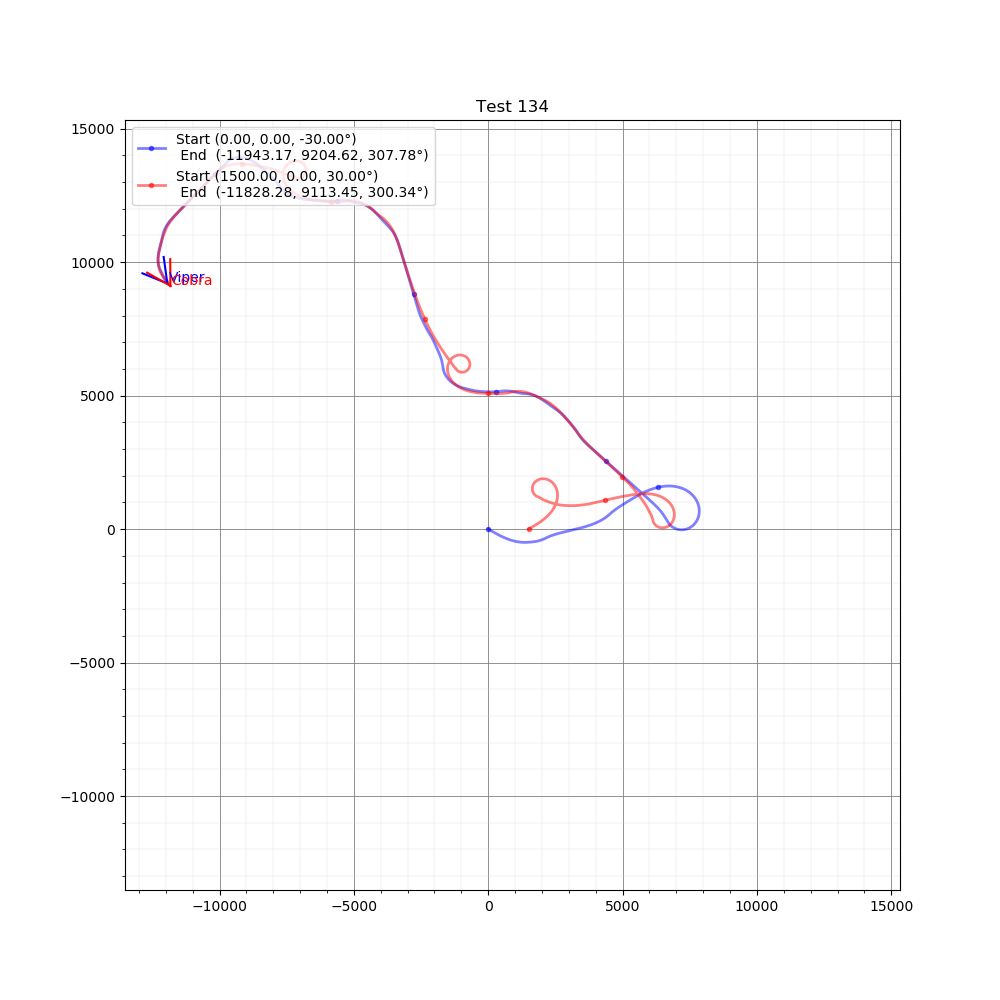 Test 134
Start (0.00, 0.00, -30.00°)
End (-11943.17, 9204.62, 307.78°)
Start (1500.00, 0.00, 30.00°)
End (-11828.28, 9113.45, 300.34°)
15000
10000
5000
0
−5000
−10000
Viper
Cobra
−10000 −5000 0 5000 10000 15000